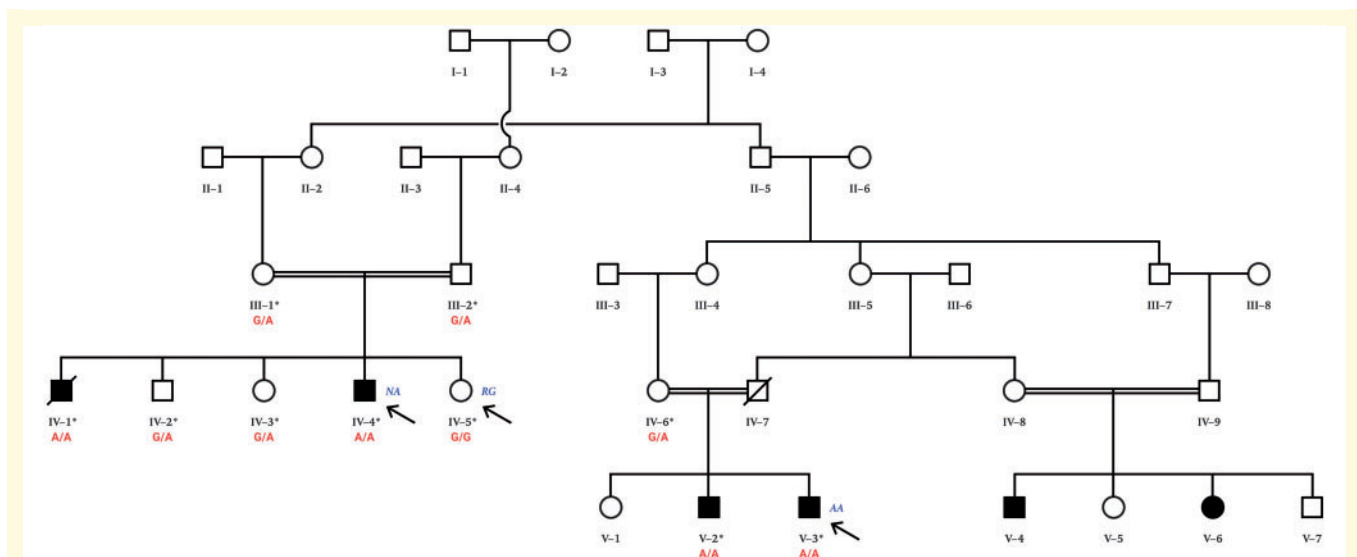 I-1 I-2 I-3 I-4
II-1 II-2 II-3 II-4 II-5 II-6
III-1* III-2* III-3 III-4 III-5 III-6 III-7 III-8
G/A G/A
NA RG
IV-1* IV-2* IV-3* IV-4* IV-5* IV-6* IV-7 IV-8 IV-9
A/A G/A G/A A/A G/G G/A
AA
V-1 V-2* V-3* V-4 V-5 V-6 V-7
A/A A/A